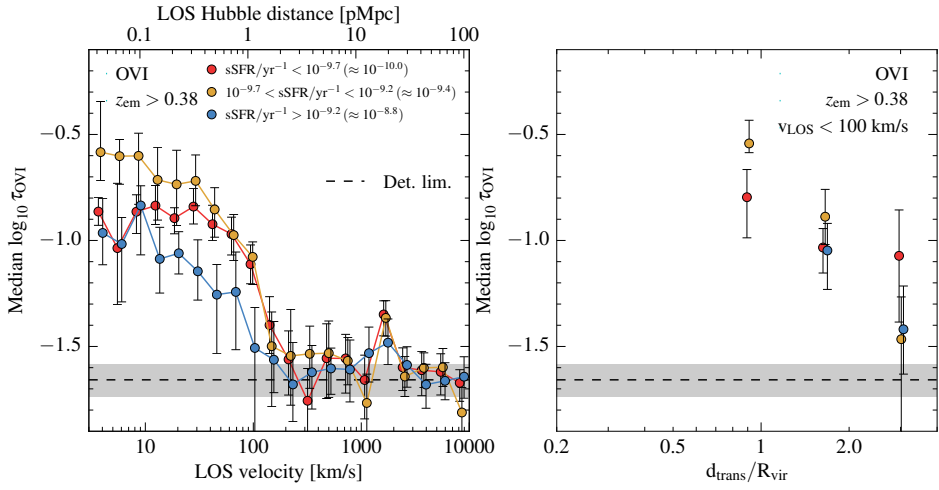 LOS Hubble distance [pMpc]
0.1 1 10 100
OVI
z_em > 0.38
sSFR/yr⁻¹ < 10⁻⁹·⁷ (≈ 10⁻¹⁰·⁰)
10⁻⁹·⁷ < sSFR/yr⁻¹ < 10⁻⁹·² (≈ 10⁻⁹·⁴)
sSFR/yr⁻¹ > 10⁻⁹·² (≈ 10⁻⁸·⁸)
Det. lim.
Median log₁₀ τ_OVI
−0.5
−1.0
−1.5
10 100 1000 10000
LOS velocity [km/s]
OVI
z_em > 0.38
v_LOS < 100 km/s
Median log₁₀ τ_OVI
−0.5
−1.0
−1.5
0.2 0.5 1 2.0
d_trans/R_vir